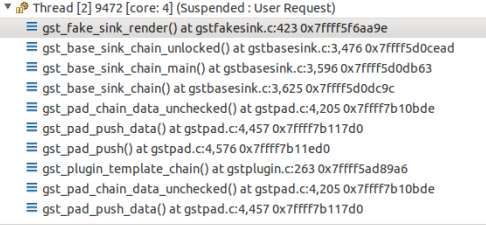 Thread [2] 9472 [core: 4] (Suspended : User Request)
gst_fake_sink_render() at gstfakesink.c:423 0x7ffff5f6aa9e
gst_base_sink_chain_unlocked() at gstbasesink.c:3,476 0x7ffff5d0cead
gst_base_sink_chain_main() at gstbasesink.c:3,596 0x7ffff5d0db63
gst_base_sink_chain() at gstbasesink.c:3,625 0x7ffff5d0dc9c
gst_pad_chain_data_unchecked() at gstpad.c:4,205 0x7ffff7b10bde
gst_pad_push_data() at gstpad.c:4,457 0x7ffff7b117d0
gst_pad_push() at gstpad.c:4,576 0x7ffff7b11ed0
gst_plugin_template_chain() at gstplugin.c:263 0x7ffff5ad89a6
gst_pad_chain_data_unchecked() at gstpad.c:4,205 0x7ffff7b10bde
gst_pad_push_data() at gstpad.c:4,457 0x7ffff7b117d0